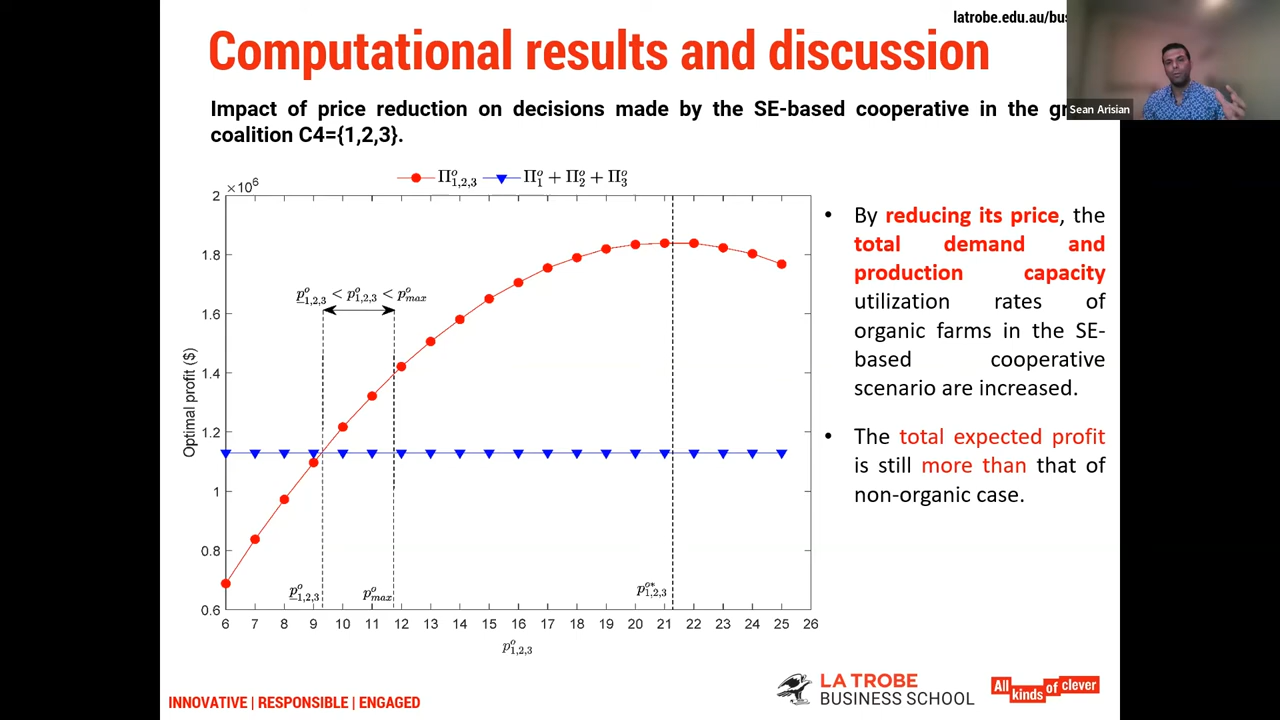 latrobe.edu.au/bus
Computational results and discussion
Impact of price reduction on decisions made by the SE-based cooperative in the gr
coalition C4={1,2,3}.
Sean Arisian
Π°1,2,3 Π°1 + Π°2 + Π°3
×10⁶
2
1.8
1.6
1.4
1.2
1
0.8
0.6
Optimal profit ($)
p°1,2,3 < p°1,2,3 < p°max
p°1,2,3
p°max
p°*1,2,3
6 7 8 9 10 11 12 13 14 15 16 17 18 19 20 21 22 23 24 25 26
p°1,2,3
• By reducing its price, the
total demand and
production capacity
utilization rates of
organic farms in the SE-
based cooperative
scenario are increased.
• The total expected profit
is still more than that of
non-organic case.
INNOVATIVE | RESPONSIBLE | ENGAGED
LA TROBE
BUSINESS SCHOOL
All kinds of clever